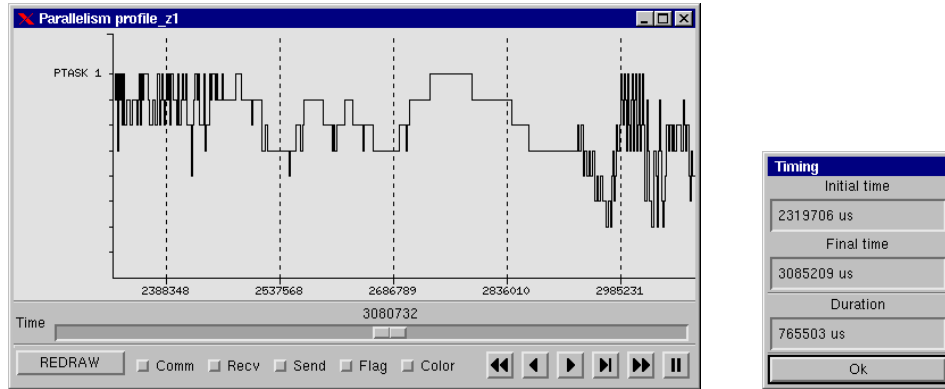 Parallelism profile_z1
PTASK 1
2388348 2537568 2686789 2836010 2985231
3080732
Time
REDRAW Comm Recv Send Flag Color
Timing
Initial time
2319706 us
Final time
3085209 us
Duration
765503 us
Ok